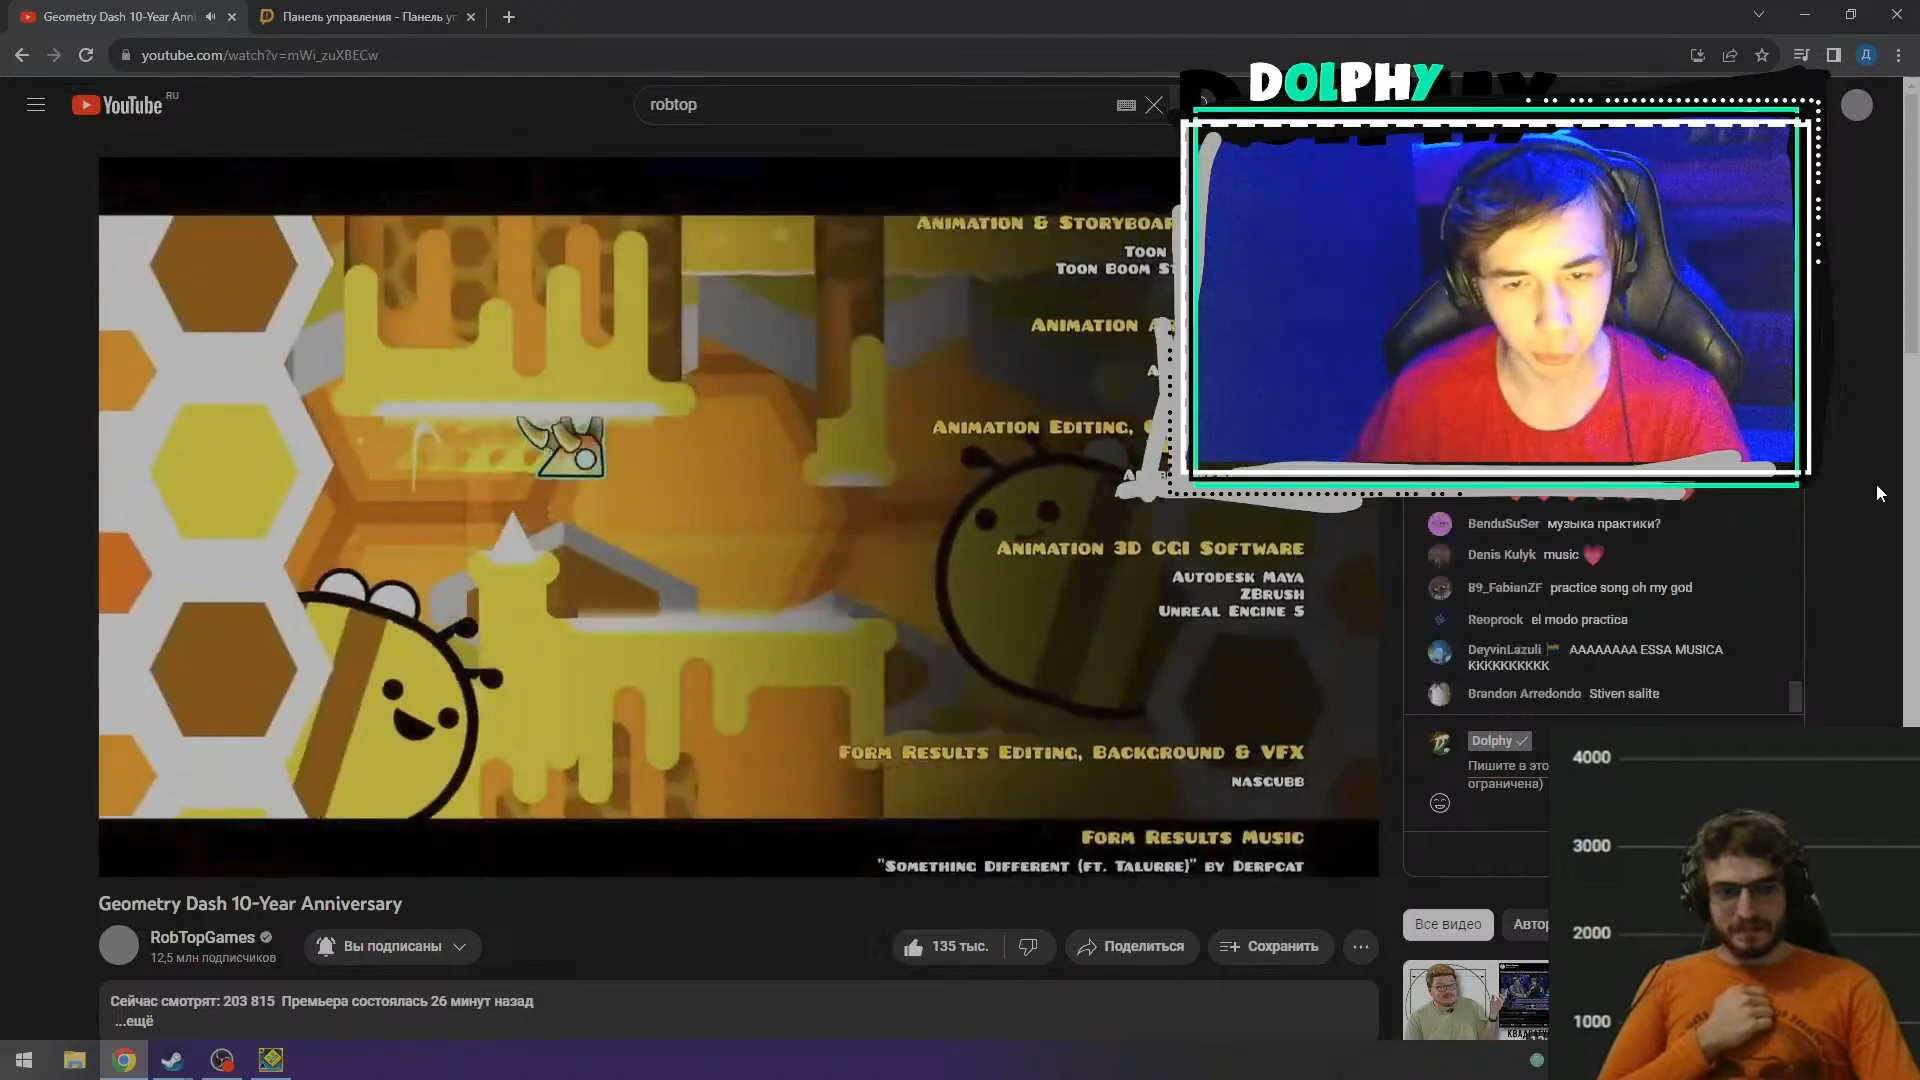 Geometry Dash 10-Year Anni
Панель управления - Панель ус
youtube.com/watch?v=mWi_zuXBECw
YouTube RU
robtop
DOLPHY
ANIMATION & STORYBOAR
TOON
TOON BOOM ST
ANIMATION
ANIMATION EDITING,
ANIMATION 3D CGI SOFTWARE
AUTODESK MAYA
ZBRUSH
UNREAL ENGINE 5
FORM RESULTS EDITING, BACKGROUND & VFX
NASGUBB
FORM RESULTS MUSIC
"SOMETHING DIFFERENT (FT. TALURRE)" BY DERPCAT
BenduSuSer музыка практики?
Denis Kulyk music
B9_FabianZF practice song oh my god
Reoprock el modo practica
DeyvinLazuli AAAAAAAA ESSA MUSICA
KKKKKKKKKK
Brandon Arredondo Stiven salite
Dolphy
Пишите в это
ограничена)
4000
3000
2000
1000
Geometry Dash 10-Year Anniversary
RobTopGames
12,5 млн подписчиков
Вы подписаны
135 тыс.
Поделиться
Сохранить
Все видео
Автор
Сейчас смотрят: 203 815 Премьера состоялась 26 минут назад
...ещё